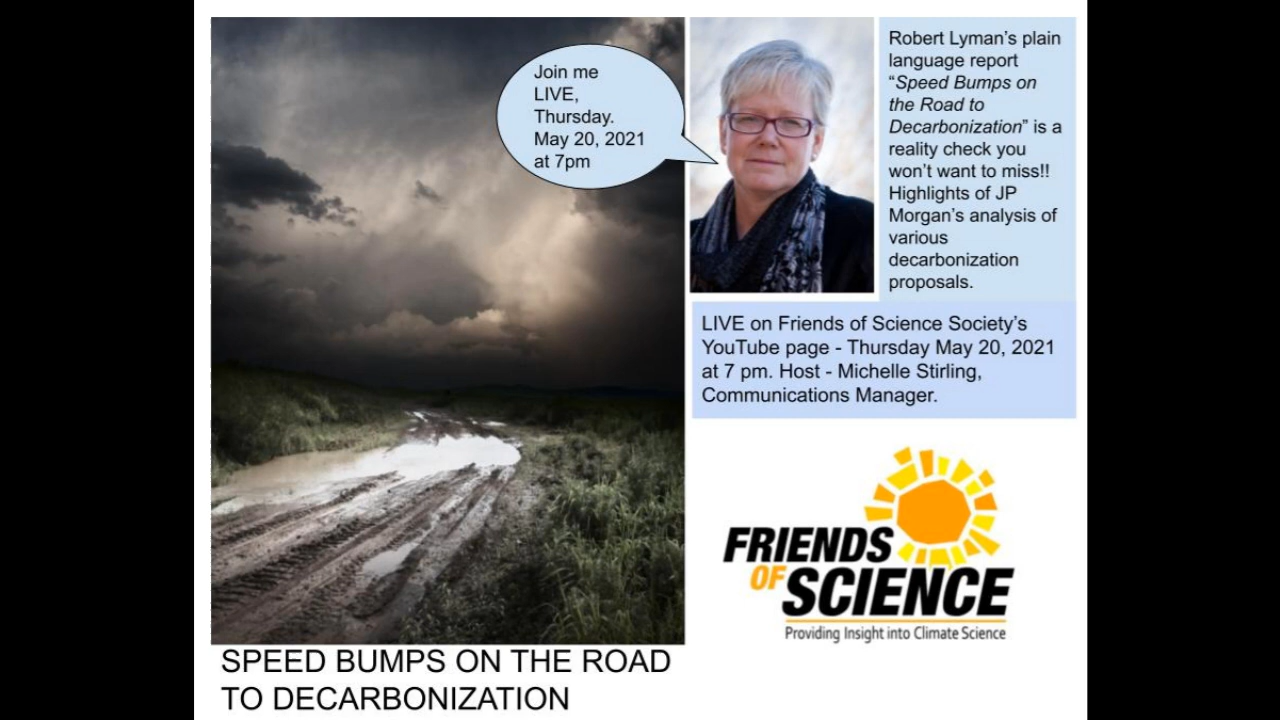 Join me
LIVE,
Thursday.
May 20, 2021
at 7pm
Robert Lyman's plain
language report
“Speed Bumps on
the Road to
Decarbonization” is a
reality check you
won't want to miss!!
Highlights of JP
Morgan's analysis of
various
decarbonization
proposals.
LIVE on Friends of Science Society's
YouTube page - Thursday May 20, 2021
at 7 pm. Host - Michelle Stirling,
Communications Manager.
FRIENDS
OF SCIENCE
Providing Insight into Climate Science
SPEED BUMPS ON THE ROAD
TO DECARBONIZATION